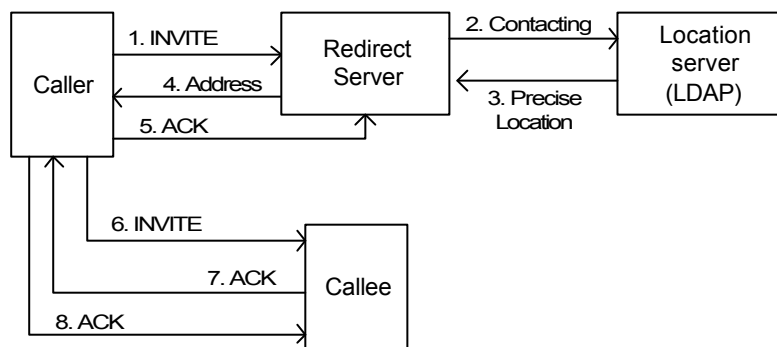 1. INVITE
2. Contacting
Caller
Redirect
Server
Location
server
(LDAP)
4. Address
3. Precise
Location
5. ACK
6. INVITE
7. ACK
Callee
8. ACK